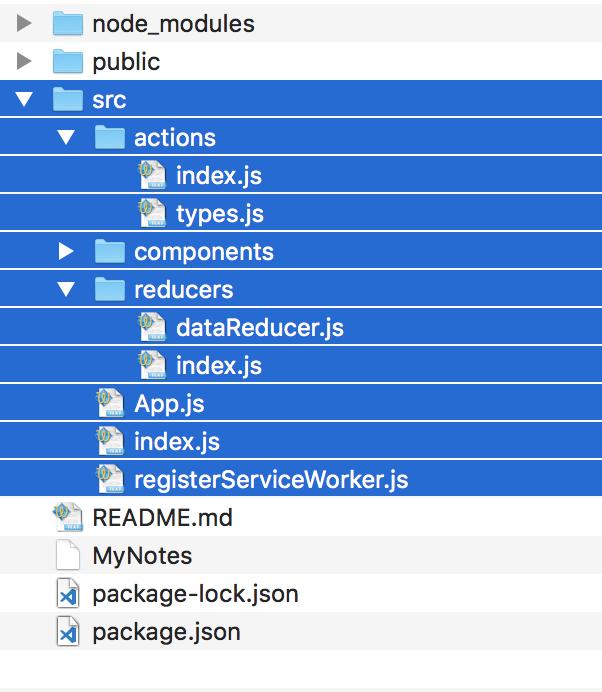 node_modules
public
src
actions
index.js
types.js
components
reducers
dataReducer.js
index.js
App.js
index.js
registerServiceWorker.js
README.md
MyNotes
package-lock.json
package.json